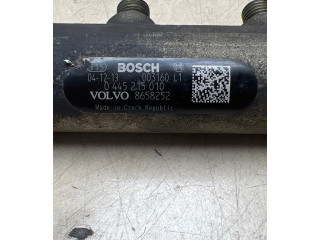 BOSCH
04-12-13 003160 L1
0 445 215 010
VOLVO 8658252
Made in Czech Republic